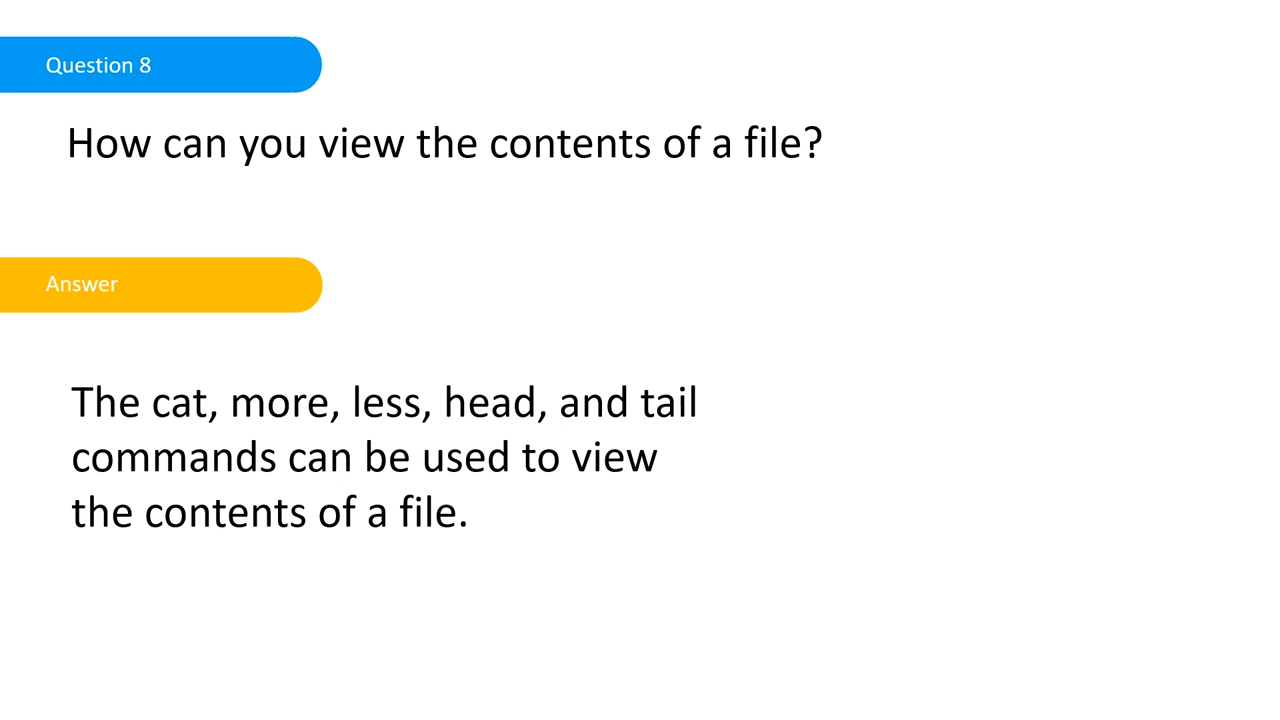 Question 8
How can you view the contents of a file?
Answer
The cat, more, less, head, and tail
commands can be used to view
the contents of a file.